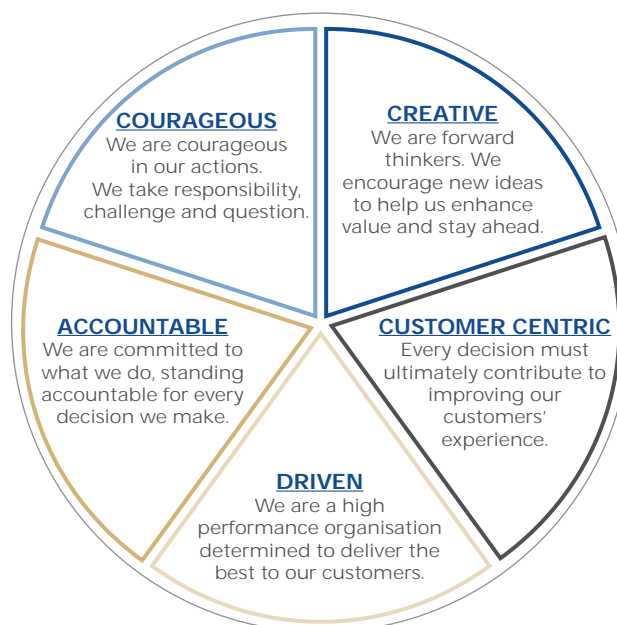 COURAGEOUS
We are courageous
in our actions.
We take responsibility,
challenge and question.
CREATIVE
We are forward
thinkers. We
encourage new ideas
to help us enhance
value and stay ahead.
ACCOUNTABLE
We are committed to
what we do, standing
accountable for every
decision we make.
CUSTOMER CENTRIC
Every decision must
ultimately contribute to
improving our
customers’
experience.
DRIVEN
We are a high
performance organisation
determined to deliver the
best to our customers.